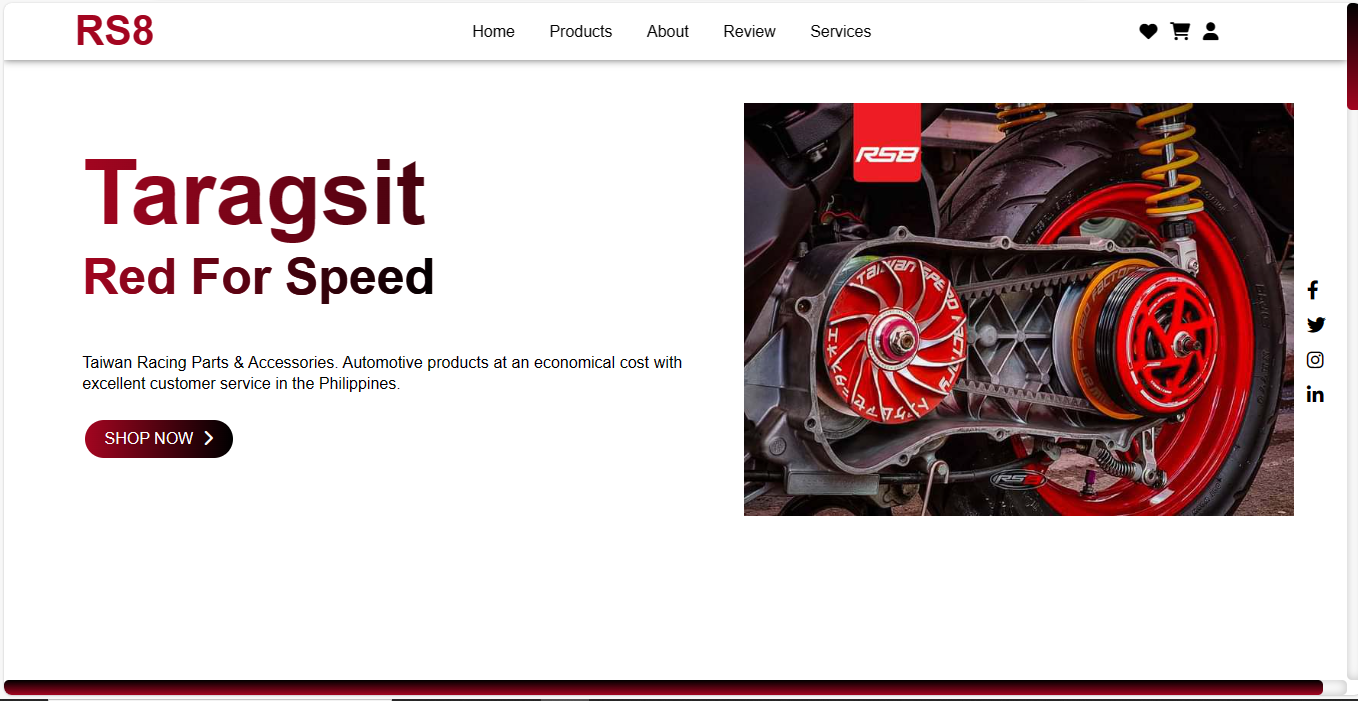 RS8
Home Products About Review Services
Taragsit
Red For Speed
Taiwan Racing Parts & Accessories. Automotive products at an economical cost with
excellent customer service in the Philippines.
SHOP NOW
RS8
TAIWAN SPEED FACTORY
RS8